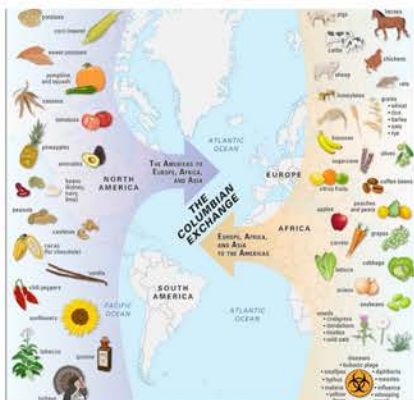 potatoes
corn (maize)
sweet potatoes
pumpkins
and squash
cassava
tomatoes
pineapples
avocados
beans
(kidney,
navy,
lima)
peanuts
cashews
cacao
(for chocolate)
vanilla
chili peppers
sunflowers
tobacco
quinine
turkeys
NORTH
AMERICA
THE AMERICAS TO
EUROPE, AFRICA,
AND ASIA
ATLANTIC
OCEAN
EUROPE
THE
COLUMBIAN
EXCHANGE
EUROPE, AFRICA,
AND ASIA
TO THE AMERICAS
AFRICA
PACIFIC
OCEAN
SOUTH
AMERICA
ATLANTIC
OCEAN
pigs
horses
cattle
chickens
sheep
rats
honeybees
grains
• wheat
• rice
• barley
• oats
• rye
bananas
sugarcane
olives
citrus fruits
coffee beans
apples
peaches
and pears
carrots
grapes
lettuce
cabbage
onions
soybeans
weeds
• crabgrass
• dandelions
• thistles
• wild oats
diseases
• bubonic plague
• smallpox
• typhus
• malaria
• yellow
• diphtheria
• measles
• influenza
• whooping